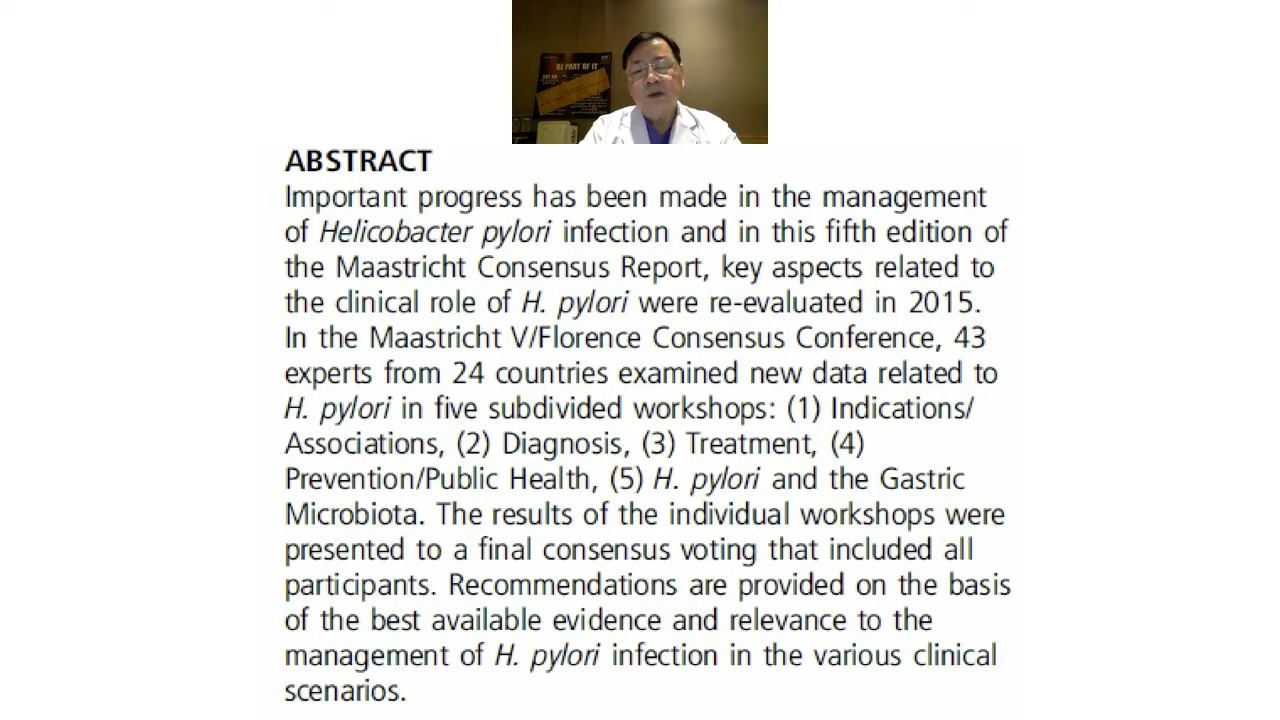 BE PART OF IT
ABSTRACT
Important progress has been made in the management
of Helicobacter pylori infection and in this fifth edition of
the Maastricht Consensus Report, key aspects related to
the clinical role of H. pylori were re-evaluated in 2015.
In the Maastricht V/Florence Consensus Conference, 43
experts from 24 countries examined new data related to
H. pylori in five subdivided workshops: (1) Indications/
Associations, (2) Diagnosis, (3) Treatment, (4)
Prevention/Public Health, (5) H. pylori and the Gastric
Microbiota. The results of the individual workshops were
presented to a final consensus voting that included all
participants. Recommendations are provided on the basis
of the best available evidence and relevance to the
management of H. pylori infection in the various clinical
scenarios.